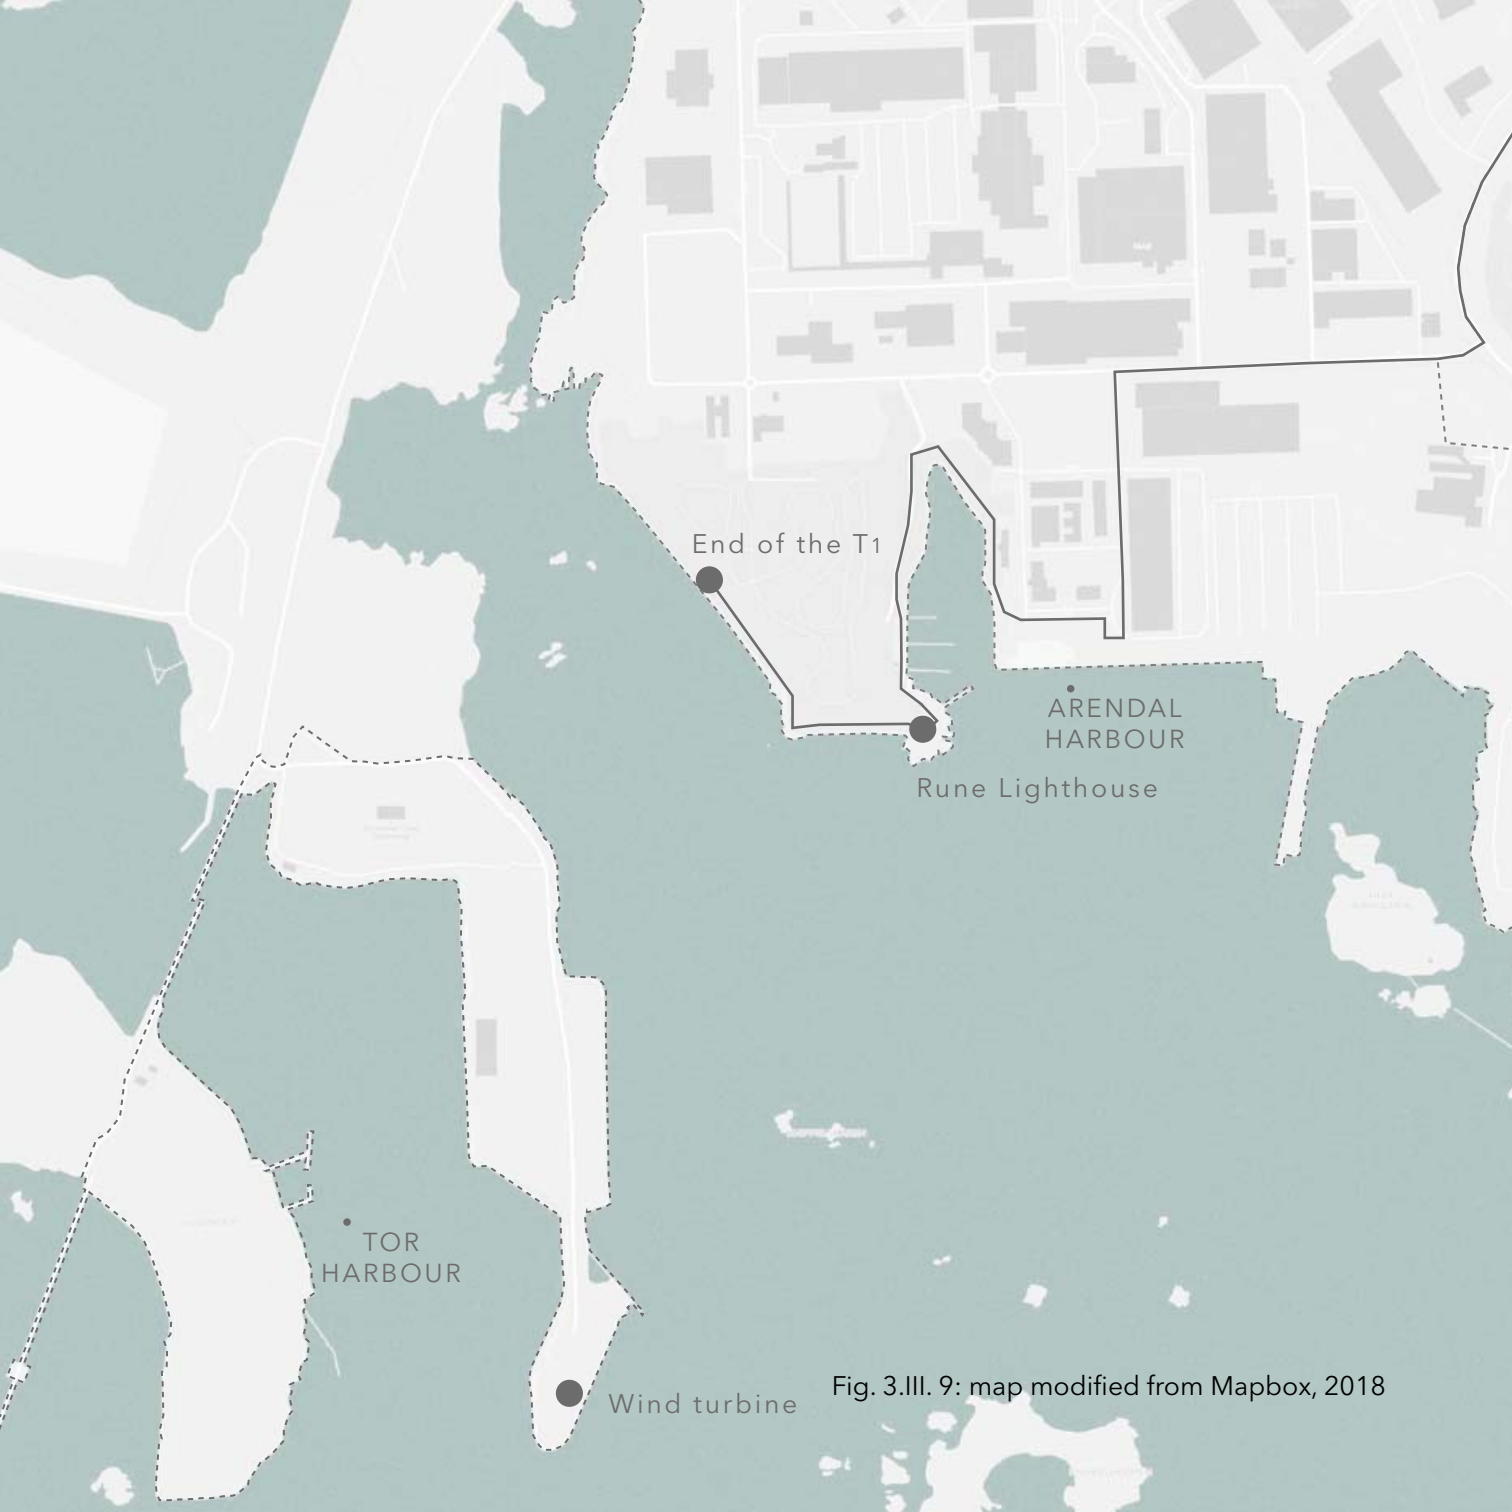 End of the T1
ARENDAL
HARBOUR
Rune Lighthouse
TOR
HARBOUR
Wind turbine
Fig. 3.III. 9: map modified from Mapbox, 2018